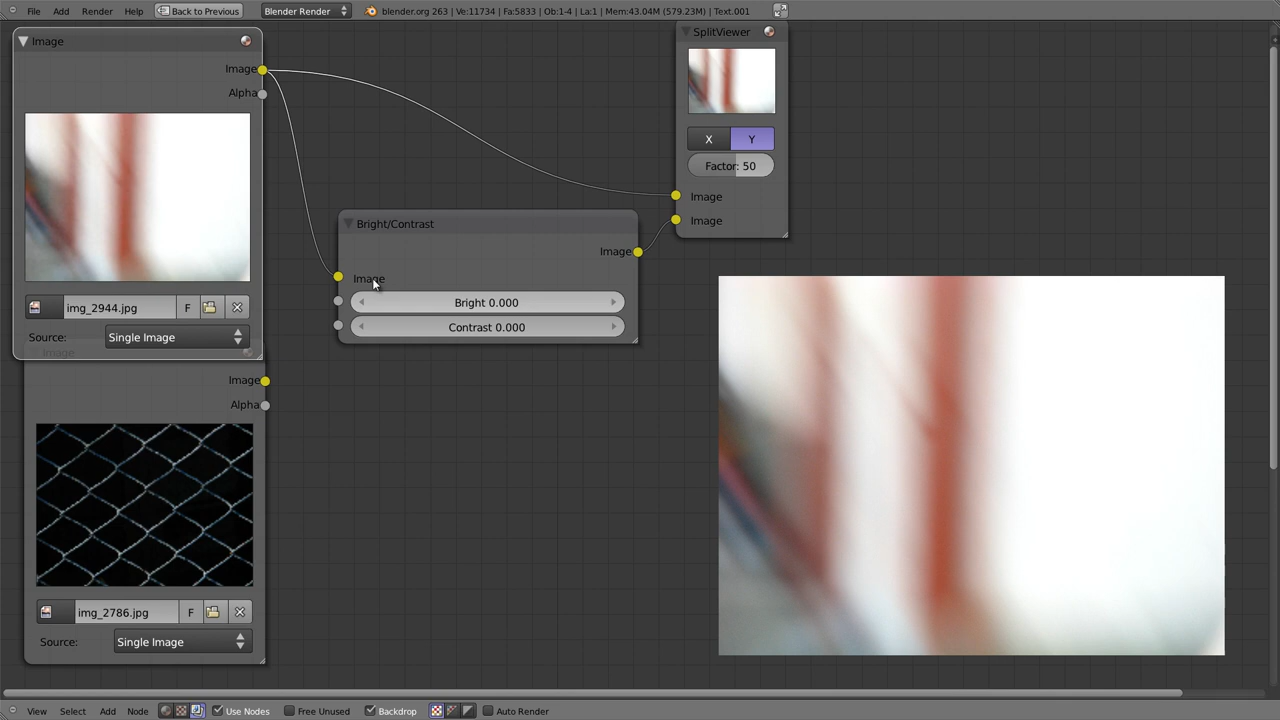 File Add Render Help Back to Previous Blender Render blender.org 263 | Ve:11734 | Fa:5833 | Ob:1-4 | La:1 | Mem:43.04M (579.23M) | Text.001
Image
Image
Alpha
img_2944.jpg F
Source: Single Image
Image
Image
Alpha
img_2786.jpg F
Source: Single Image
Bright/Contrast
Image
Image
Bright 0.000
Contrast 0.000
SplitViewer
X Y
Factor: 50
Image
Image
View Select Add Node Use Nodes Free Unused Backdrop Auto Render